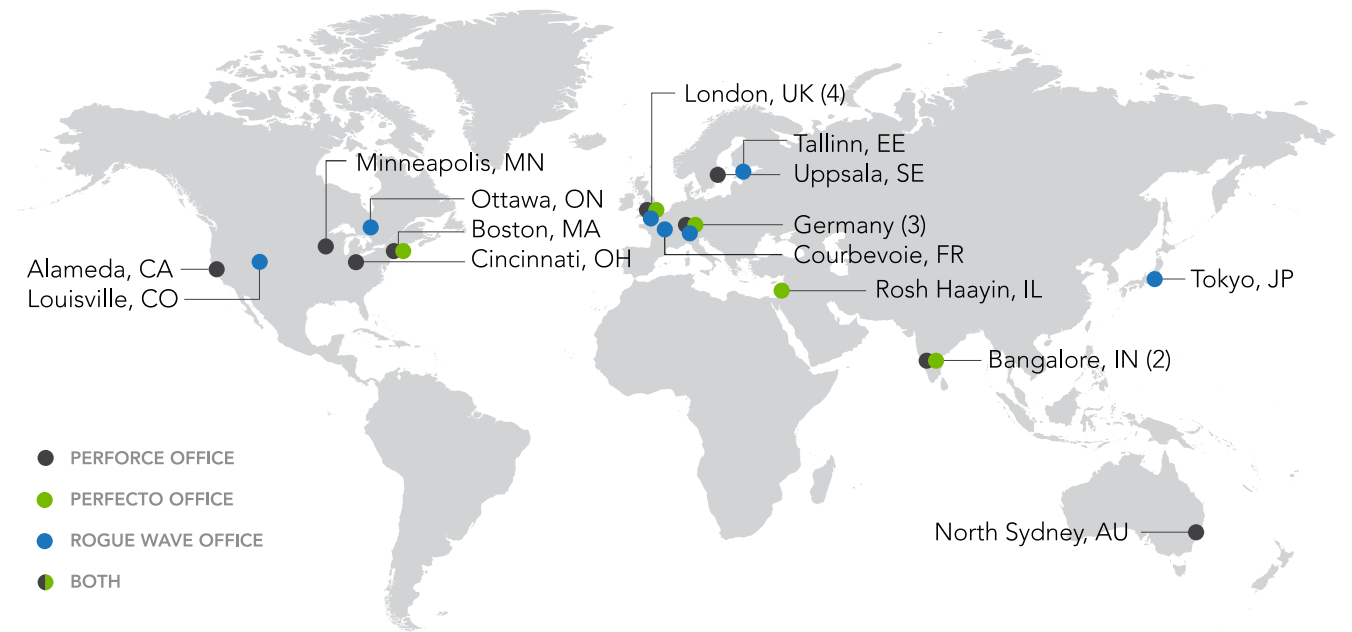 London, UK (4)
Tallinn, EE
Uppsala, SE
Minneapolis, MN
Ottawa, ON
Boston, MA
Cincinnati, OH
Germany (3)
Courbevoie, FR
Alameda, CA
Louisville, CO
Rosh Haayin, IL
Tokyo, JP
Bangalore, IN (2)
PERFORCE OFFICE
PERFECTO OFFICE
ROGUE WAVE OFFICE
BOTH
North Sydney, AU